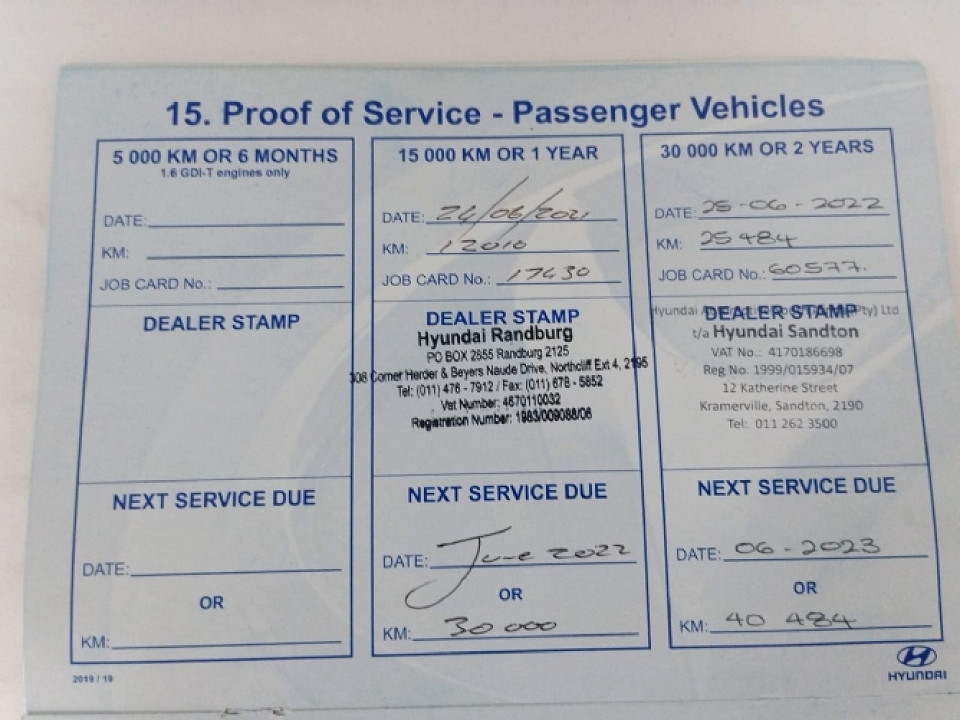 15. Proof of Service - Passenger Vehicles
5 000 KM OR 6 MONTHS
1.6 GDI-T engines only
DATE:
KM:
JOB CARD No.:
DEALER STAMP
NEXT SERVICE DUE
DATE:
OR
KM:
15 000 KM OR 1 YEAR
DATE: 24/06/2021
KM: 12010
JOB CARD No.: 17430
DEALER STAMP
Hyundai Randburg
PO BOX 2855 Randburg 2125
308 Corner Herder & Beyers Naude Drive, Northcliff Ext 4, 2195
Tel: (011) 476 - 7912 / Fax: (011) 678 - 5852
Vat Number: 4670110032
Registration Number: 1983/009088/06
NEXT SERVICE DUE
DATE: June 2022
OR
KM: 30 000
30 000 KM OR 2 YEARS
DATE: 25-06-2022
KM: 25484
JOB CARD No.: 60577.
DEALER STAMP
Hyundai (Pty) Ltd
t/a Hyundai Sandton
VAT No.: 4170186698
Reg No. 1999/015934/07
12 Katherine Street
Kramerville, Sandton, 2190
Tel: 011 262 3500
NEXT SERVICE DUE
DATE: 06-2023
OR
KM: 40 484
2019 / 19
HYUNDAI